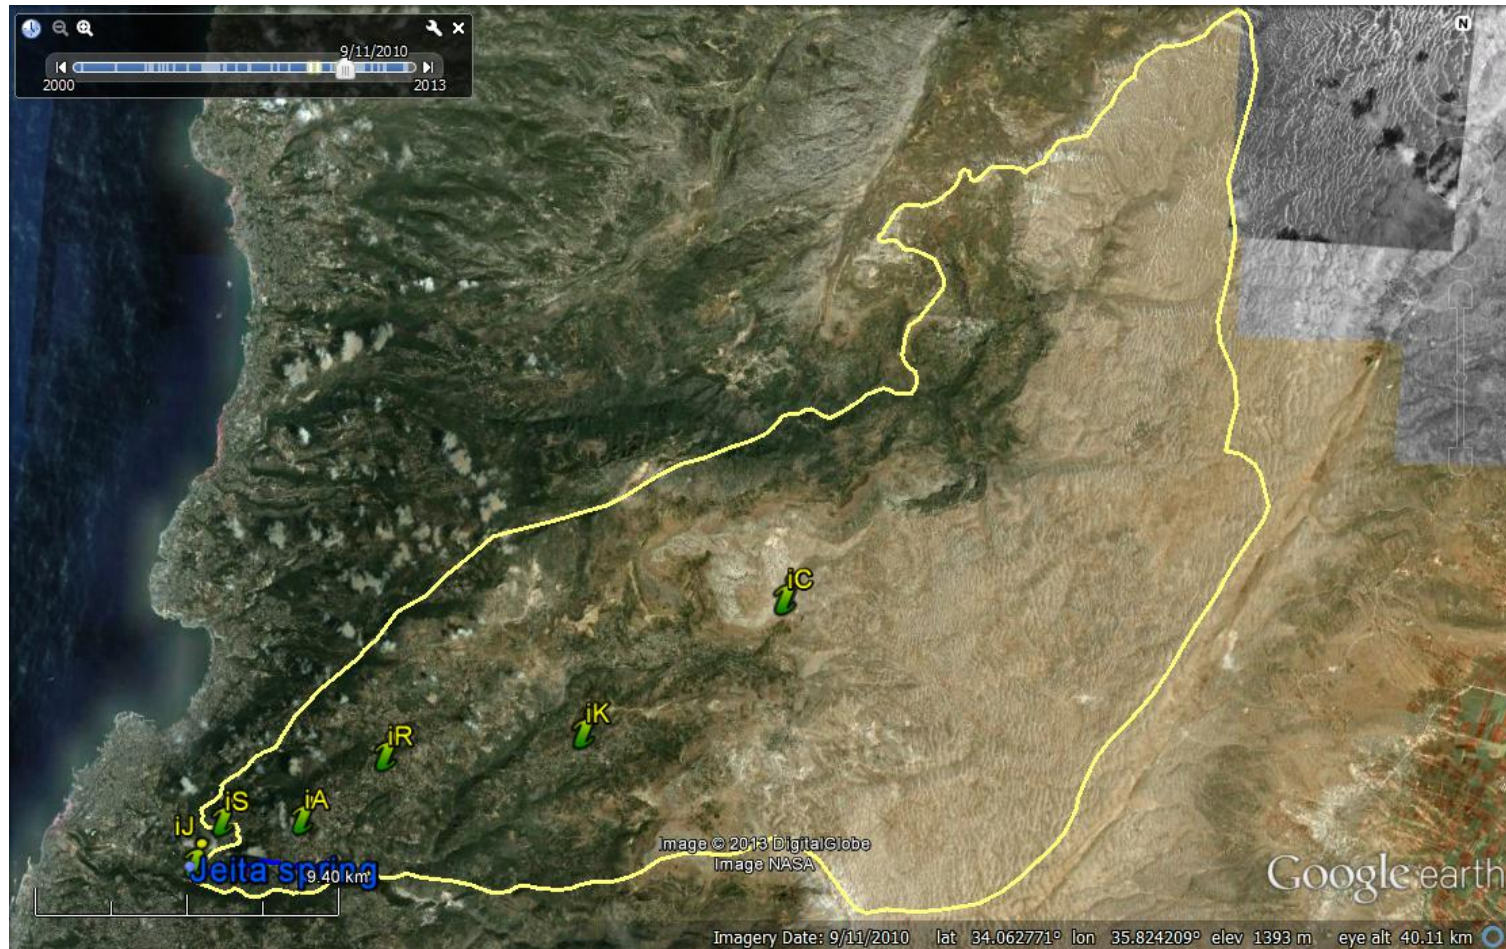 9/11/2010
2000 2013
N
iC
iK
iR
iS
iA
iJ
Jeita spring
9.40 km
Image © 2013 DigitalGlobe
Image NASA
Google earth
Imagery Date: 9/11/2010 lat 34.062771° lon 35.824209° elev 1393 m eye alt 40.11 km